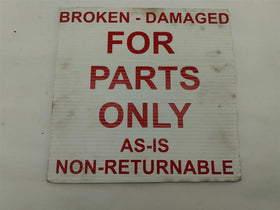 BROKEN - DAMAGED
FOR
PARTS
ONLY
AS-IS
NON-RETURNABLE